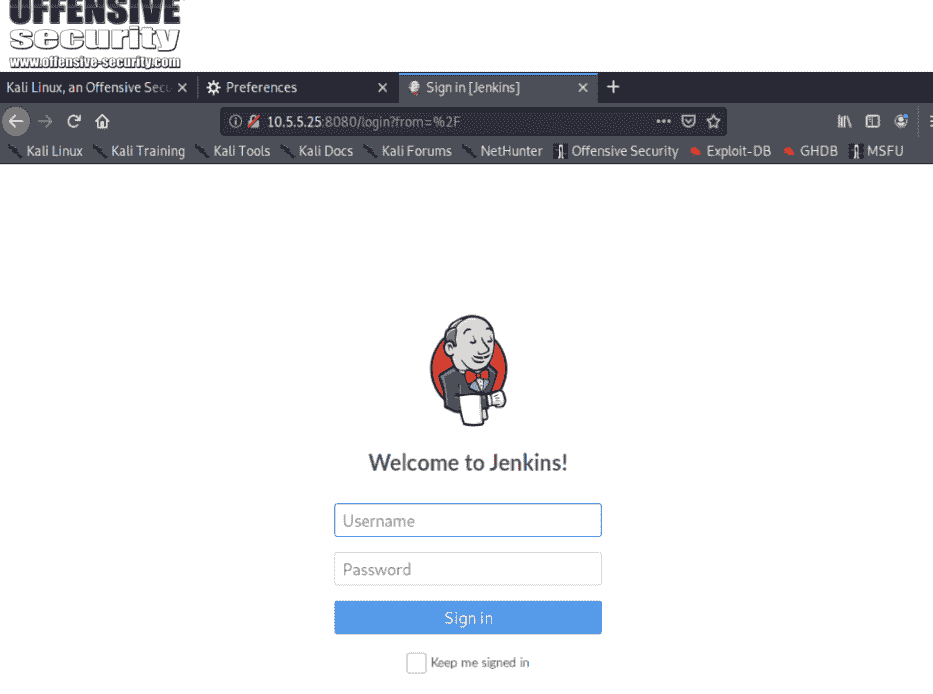 OFFENSIVE
security
www.offensive-security.com
Kali Linux, an Offensive Secu Preferences Sign in [Jenkins]
10.5.5.25:8080/login?from=%2F
Kali Linux Kali Training Kali Tools Kali Docs Kali Forums NetHunter Offensive Security Exploit-DB GHDB MSFU
Welcome to Jenkins!
Username
Password
Sign in
Keep me signed in